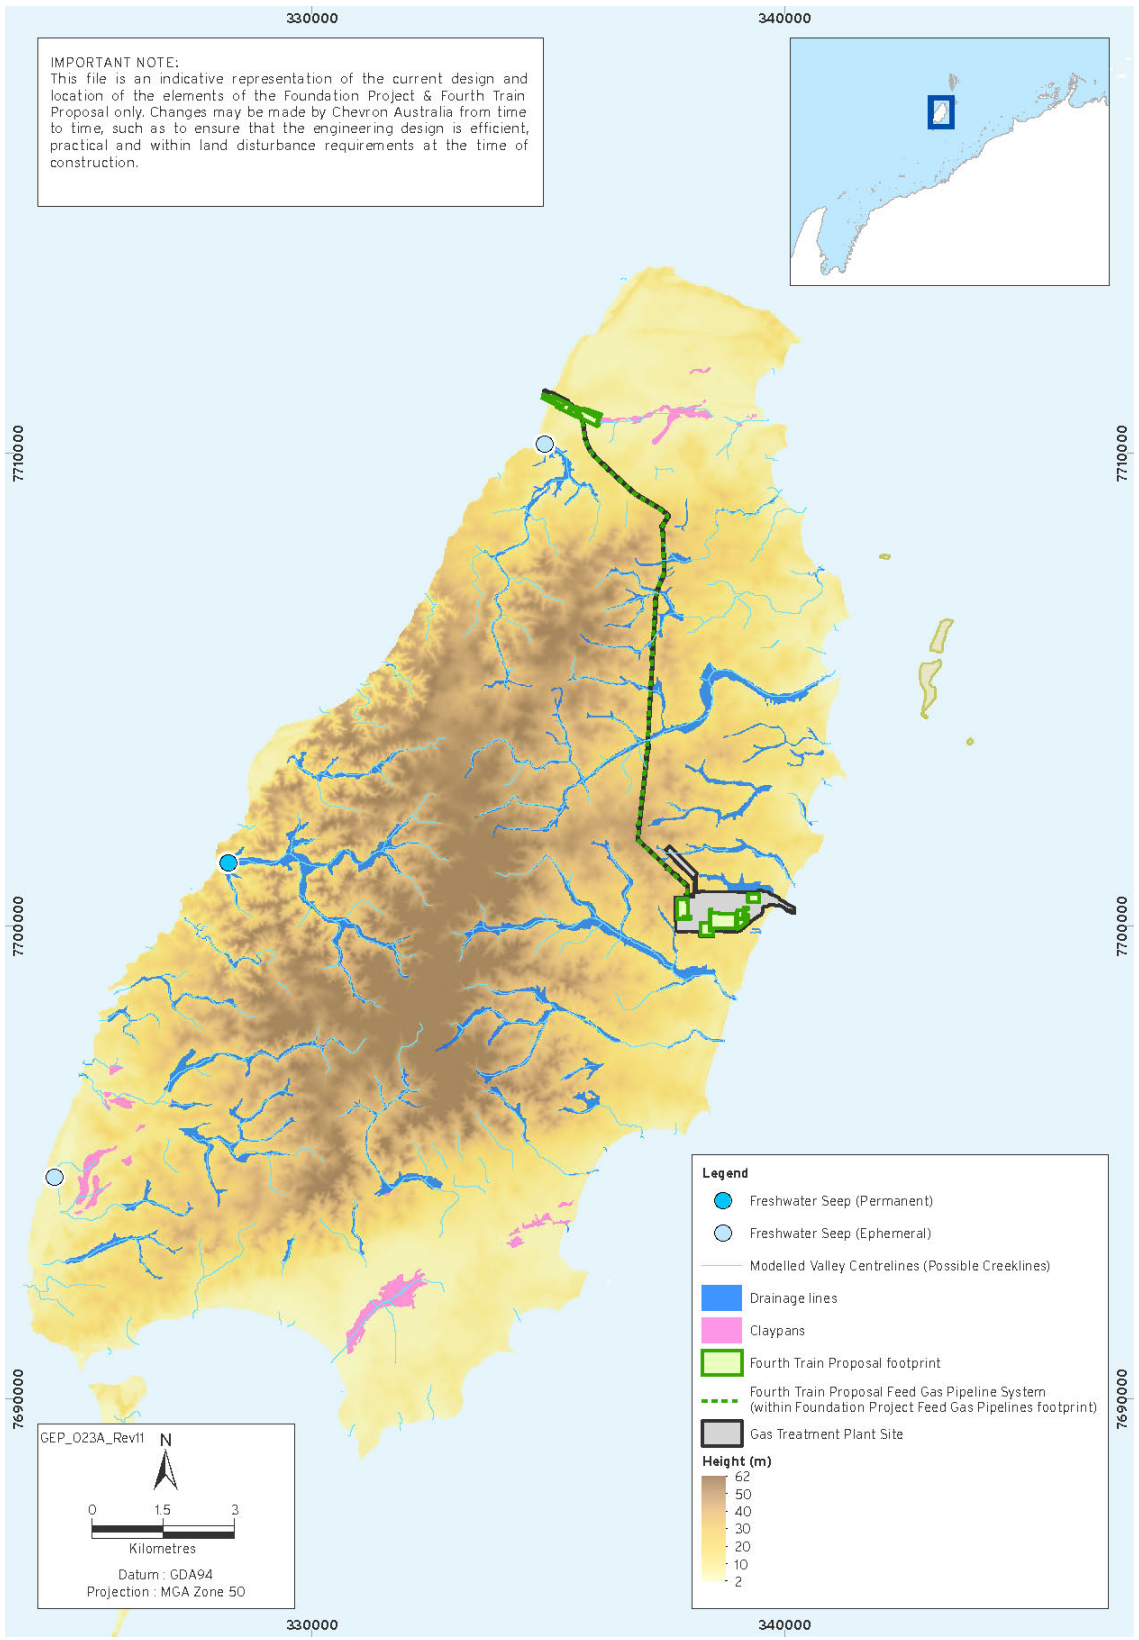 330000
340000
IMPORTANT NOTE:
This file is an indicative representation of the current design and
location of the elements of the Foundation Project & Fourth Train
Proposal only. Changes may be made by Chevron Australia from time
to time, such as to ensure that the engineering design is efficient,
practical and within land disturbance requirements at the time of
construction.
7710000
7710000
7700000
7700000
7690000
7690000
Legend
Freshwater Seep (Permanent)
Freshwater Seep (Ephemeral)
Modelled Valley Centrelines (Possible Creeklines)
Drainage lines
Claypans
Fourth Train Proposal footprint
Fourth Train Proposal Feed Gas Pipeline System
(within Foundation Project Feed Gas Pipelines footprint)
Gas Treatment Plant Site
Height (m)
62
50
40
30
20
10
2
GEP_023A_Rev11
N
0 1.5 3
Kilometres
Datum : GDA94
Projection : MGA Zone 50
330000
340000